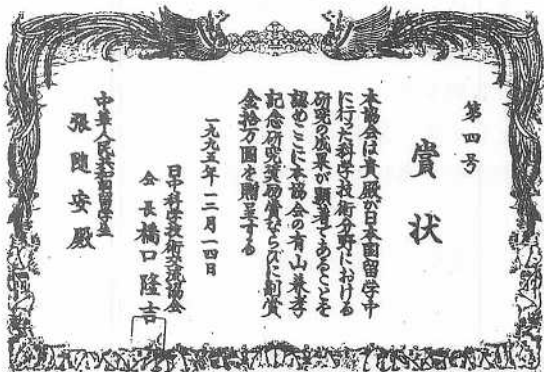 第四号
賞状
本協会は貴殿が日本国留学中
に行った科学技術分野における
研究の成果が顕著であることを
認めここに本協会の有山兼孝
記念研究奨励賞ならびに副賞
金拾万圓を贈呈する
一九九五年一二月一四日
日中科学技術交流協会
会長橋口隆吉
中華人民共和国留学生
張随安殿